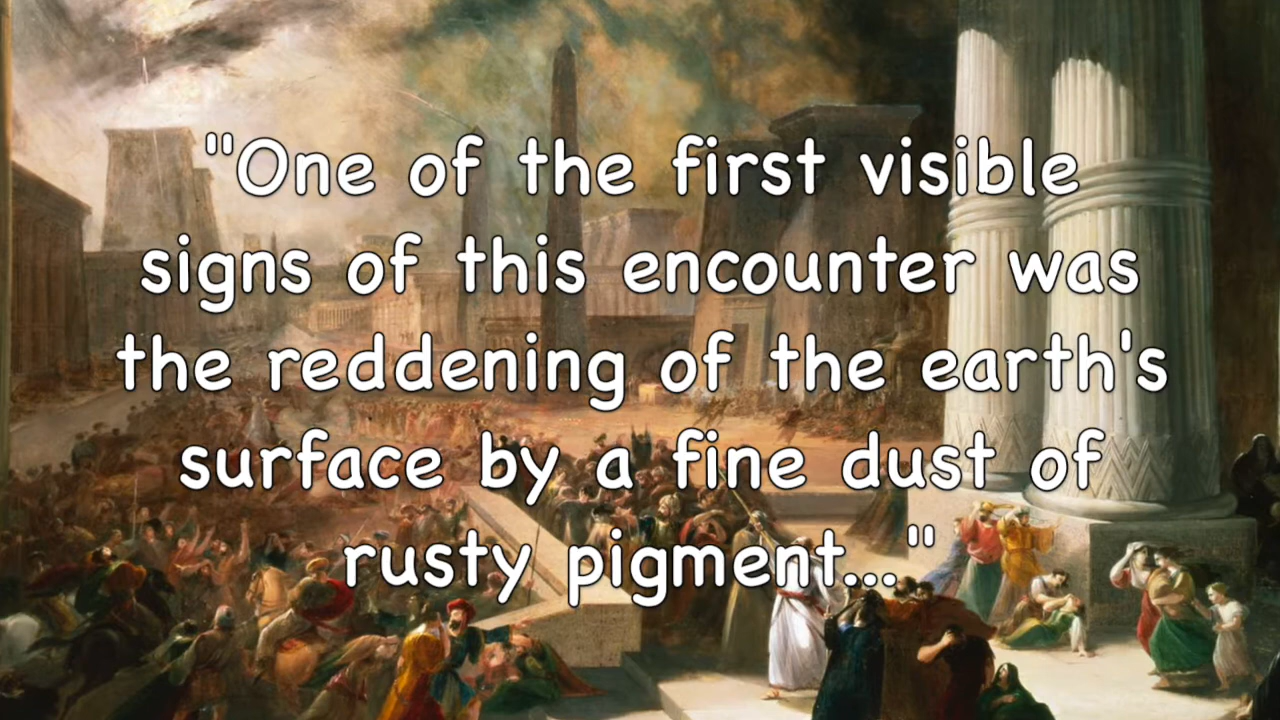 "One of the first visible
signs of this encounter was
the reddening of the earth's
surface by a fine dust of
rusty pigment..."